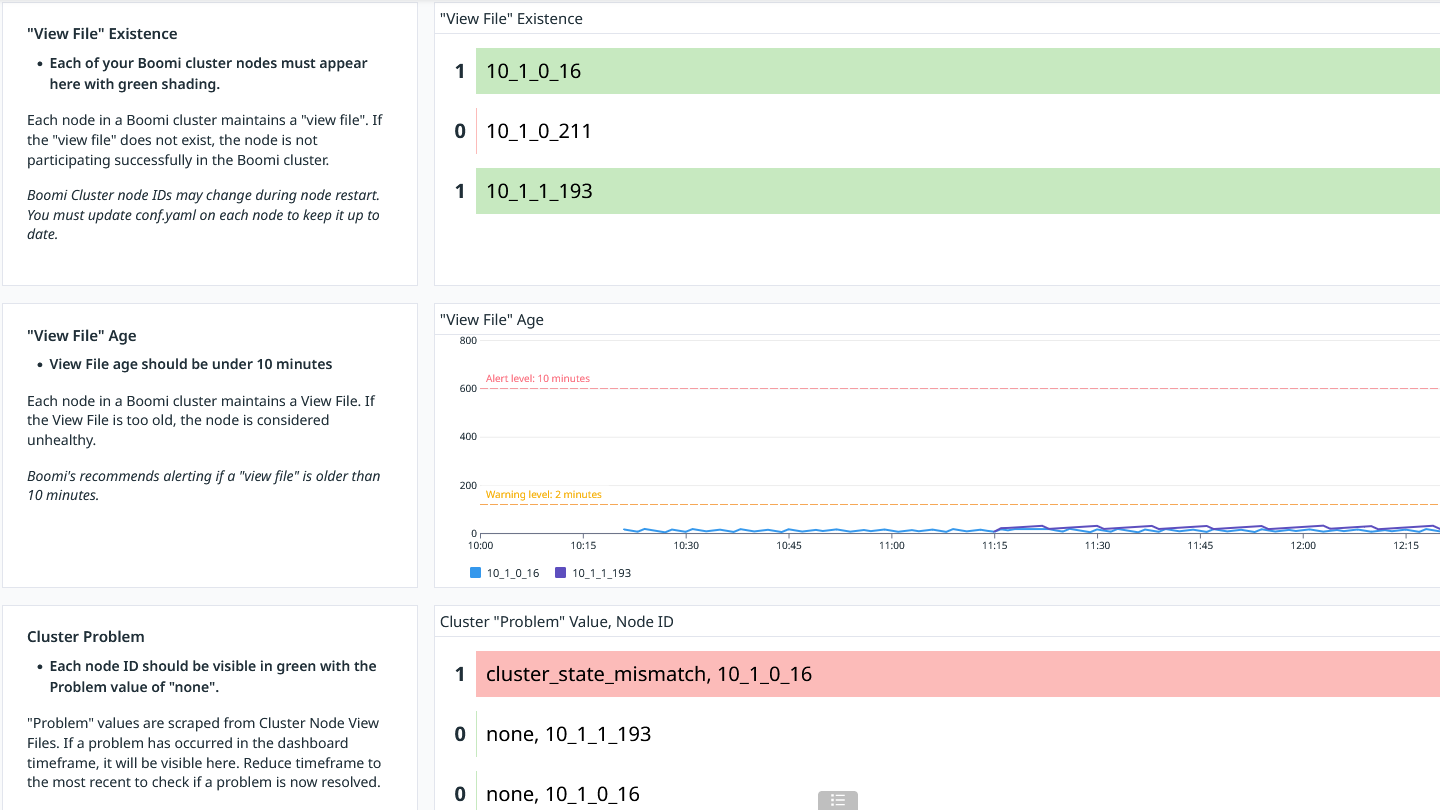 "View File" Existence
• Each of your Boomi cluster nodes must appear
here with green shading.
Each node in a Boomi cluster maintains a "view file". If
the "view file" does not exist, the node is not
participating successfully in the Boomi cluster.
Boomi Cluster node IDs may change during node restart.
You must update conf.yaml on each node to keep it up to
date.
"View File" Existence
1 10_1_0_16
0 10_1_0_211
1 10_1_1_193
"View File" Age
• View File age should be under 10 minutes
Each node in a Boomi cluster maintains a View File. If
the View File is too old, the node is considered
unhealthy.
Boomi's recommends alerting if a "view file" is older than
10 minutes.
"View File" Age
800
Alert level: 10 minutes
600
400
200
Warning level: 2 minutes
0
10:00 10:15 10:30 10:45 11:00 11:15 11:30 11:45 12:00 12:15
10_1_0_16 10_1_1_193
Cluster Problem
• Each node ID should be visible in green with the
Problem value of "none".
"Problem" values are scraped from Cluster Node View
Files. If a problem has occurred in the dashboard
timeframe, it will be visible here. Reduce timeframe to
the most recent to check if a problem is now resolved.
Cluster "Problem" Value, Node ID
1 cluster_state_mismatch, 10_1_0_16
0 none, 10_1_1_193
0 none, 10_1_0_16